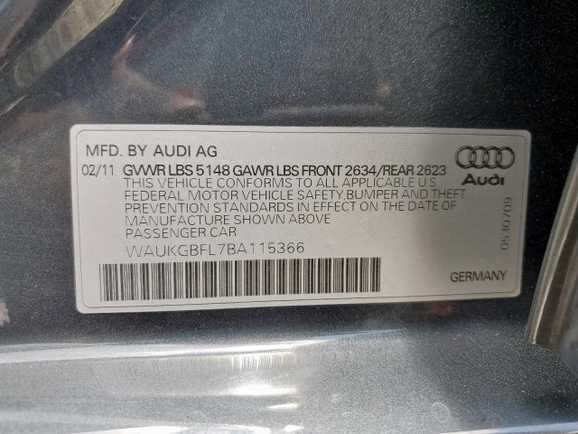 MFD. BY AUDI AG
02/11 GVWR LBS 5148 GAWR LBS FRONT 2634/REAR 2623
THIS VEHICLE CONFORMS TO ALL APPLICABLE U.S.
FEDERAL MOTOR VEHICLE SAFETY, BUMPER AND THEFT
PREVENTION STANDARDS IN EFFECT ON THE DATE OF
MANUFACTURE SHOWN ABOVE
PASSENGER CAR
WAUKGBFL7BA115366
Audi
0540709
GERMANY